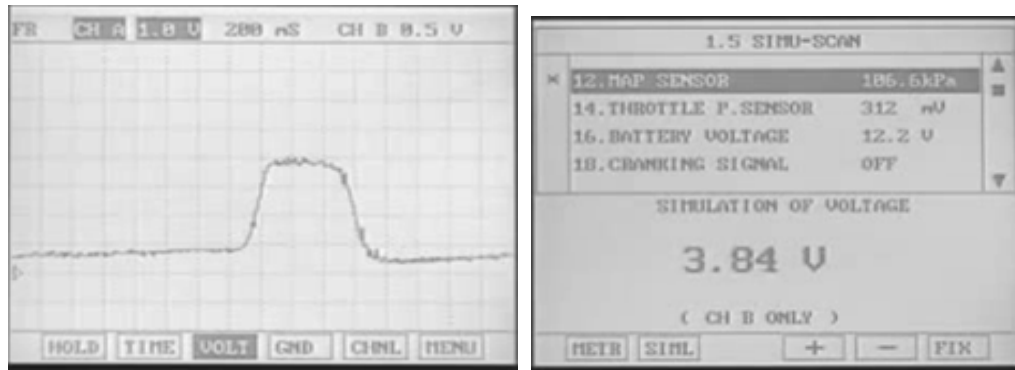 FR CH A 1.0 V 200 mS CH B 0.5 V
HOLD TIME VOLT GND CHNL MENU
1.5 SIMU-SCAN
* 12.MAP SENSOR 106.6kPa
14.THROTTLE P.SENSOR 312 mV
16.BATTERY VOLTAGE 12.2 V
18.CRANKING SIGNAL OFF
SIMULATION OF VOLTAGE
3.84 V
( CH B ONLY )
METR SIML + - FIX